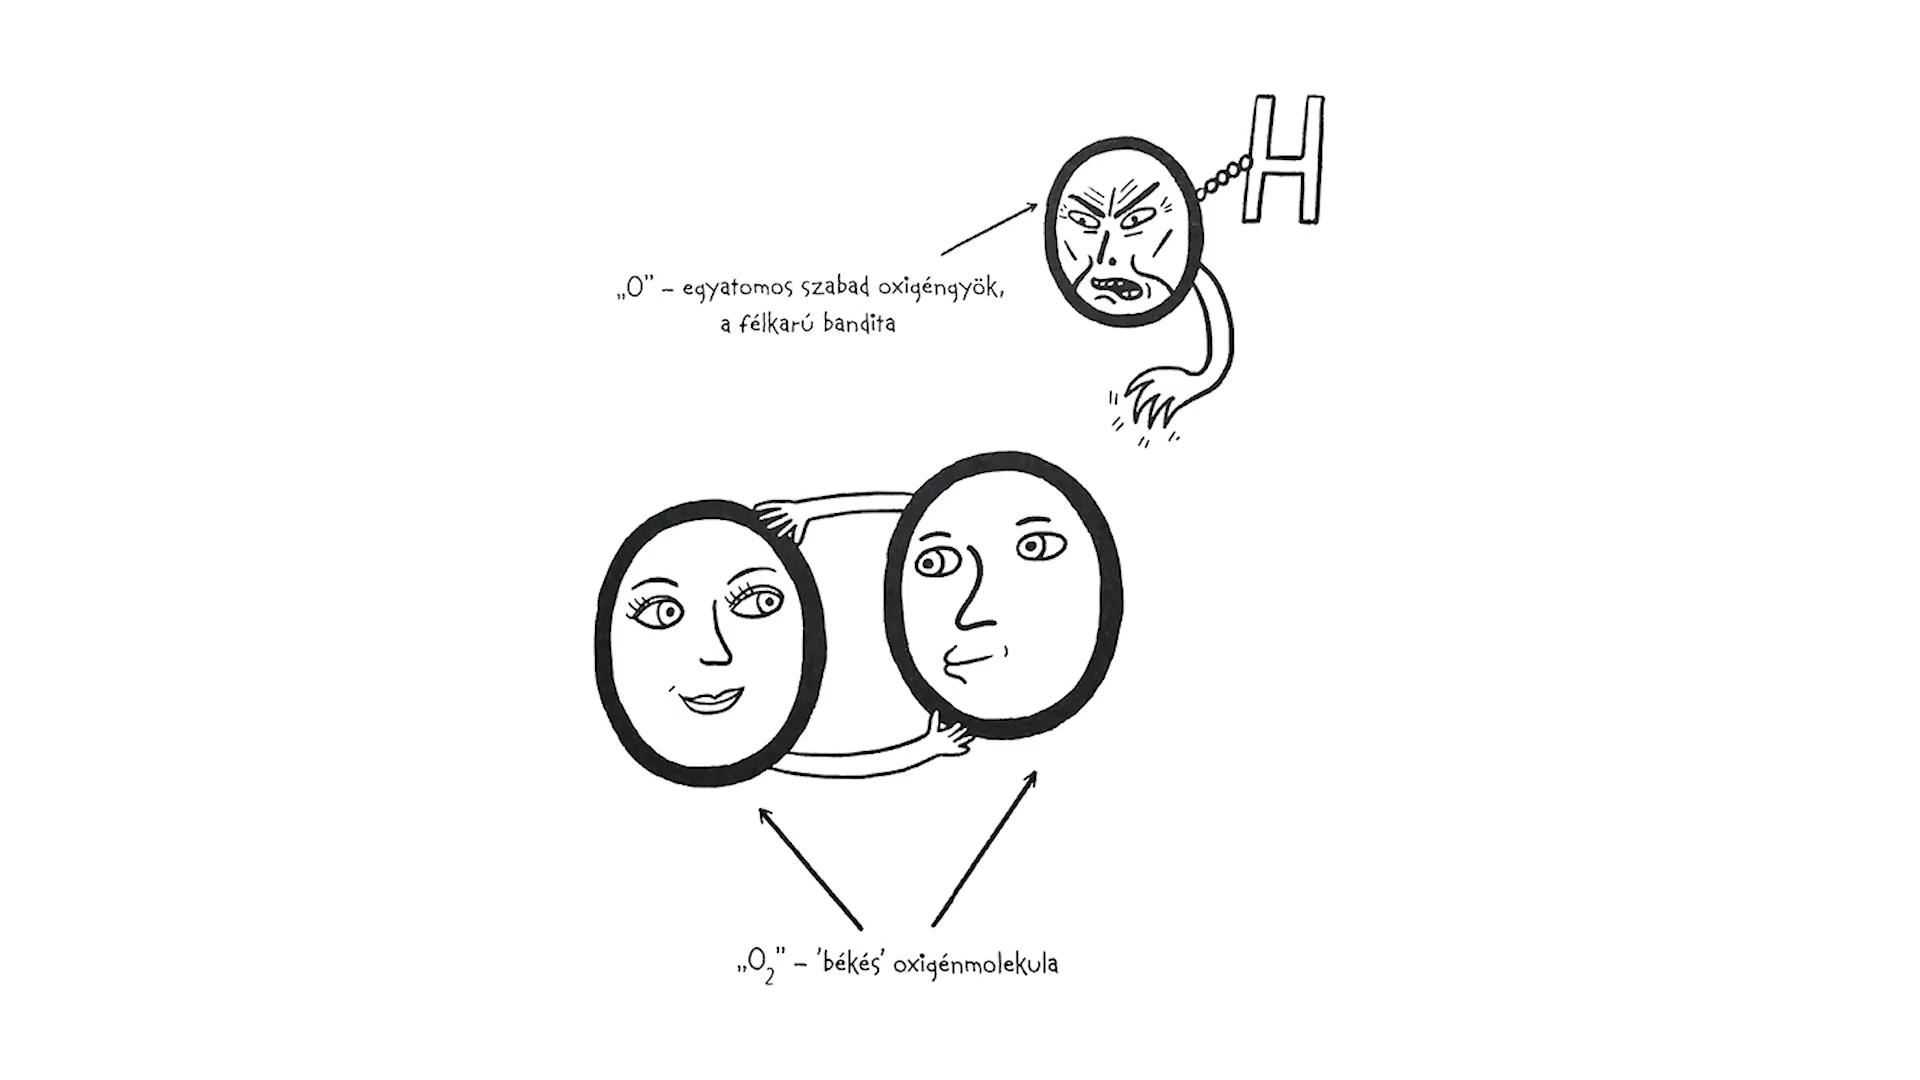 H
„O” – egyatomos szabad oxigéngyök,
a félkarú bandita
„O₂” – 'békés' oxigénmolekula